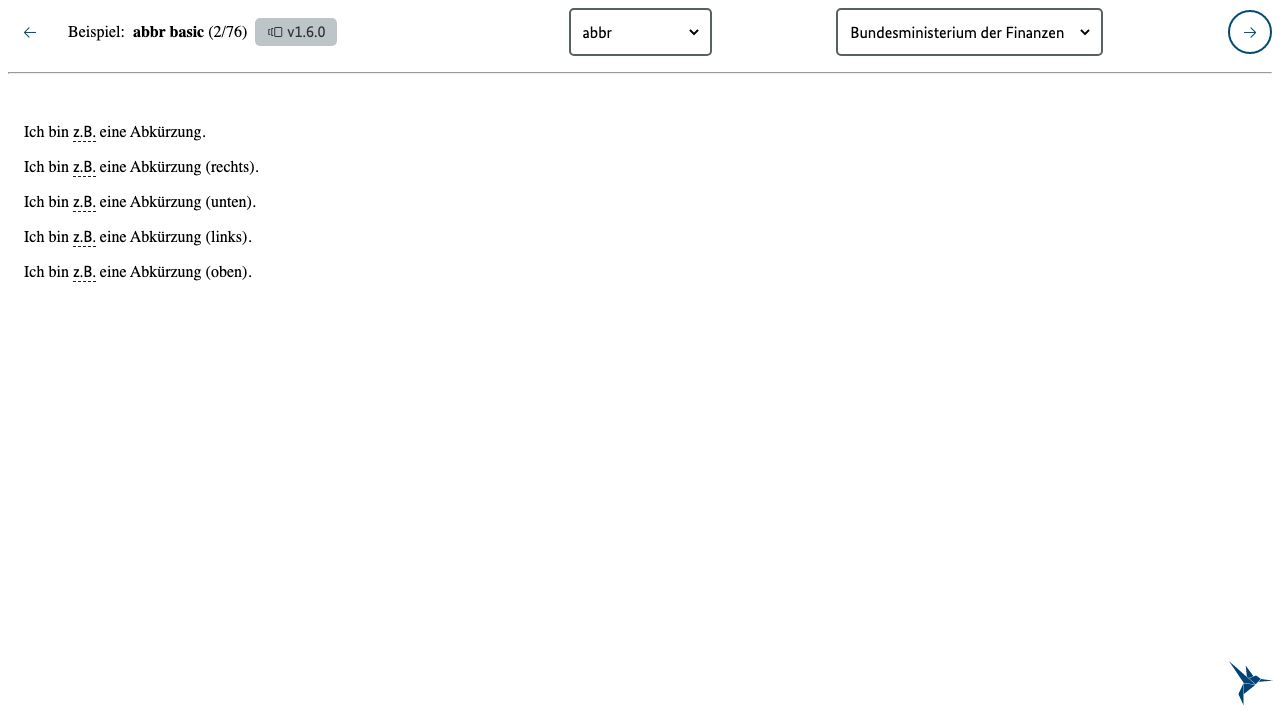 Beispiel: abbr basic (2/76) v1.6.0 abbr Bundesministerium der Finanzen
Ich bin z.B. eine Abkürzung.
Ich bin z.B. eine Abkürzung (rechts).
Ich bin z.B. eine Abkürzung (unten).
Ich bin z.B. eine Abkürzung (links).
Ich bin z.B. eine Abkürzung (oben).